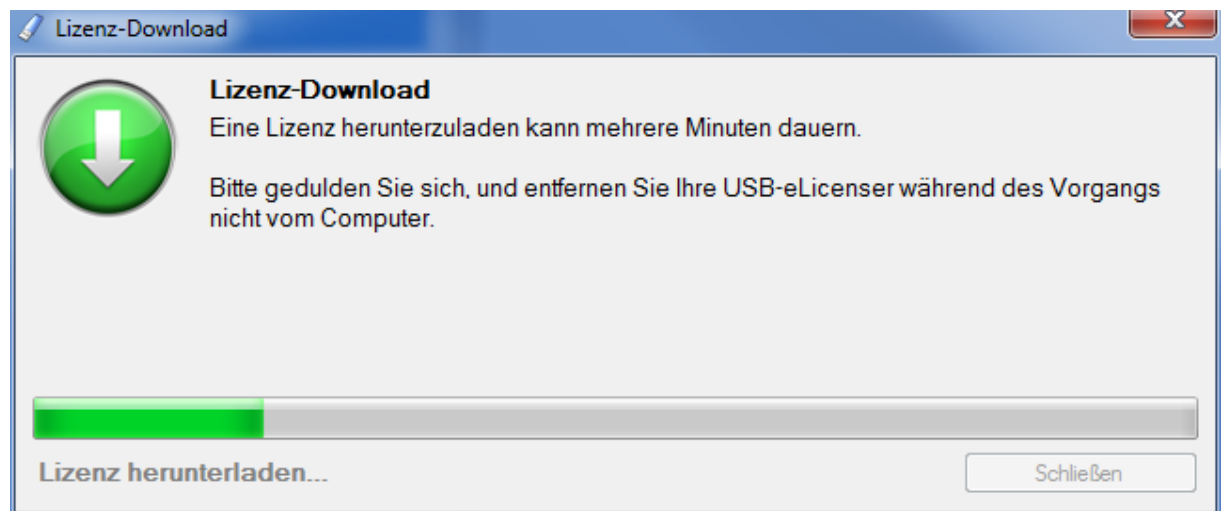 Lizenz-Download
Lizenz-Download
Eine Lizenz herunterzuladen kann mehrere Minuten dauern.
Bitte gedulden Sie sich, und entfernen Sie Ihre USB-eLicenser während des Vorgangs
nicht vom Computer.
Lizenz herunterladen...
Schließen